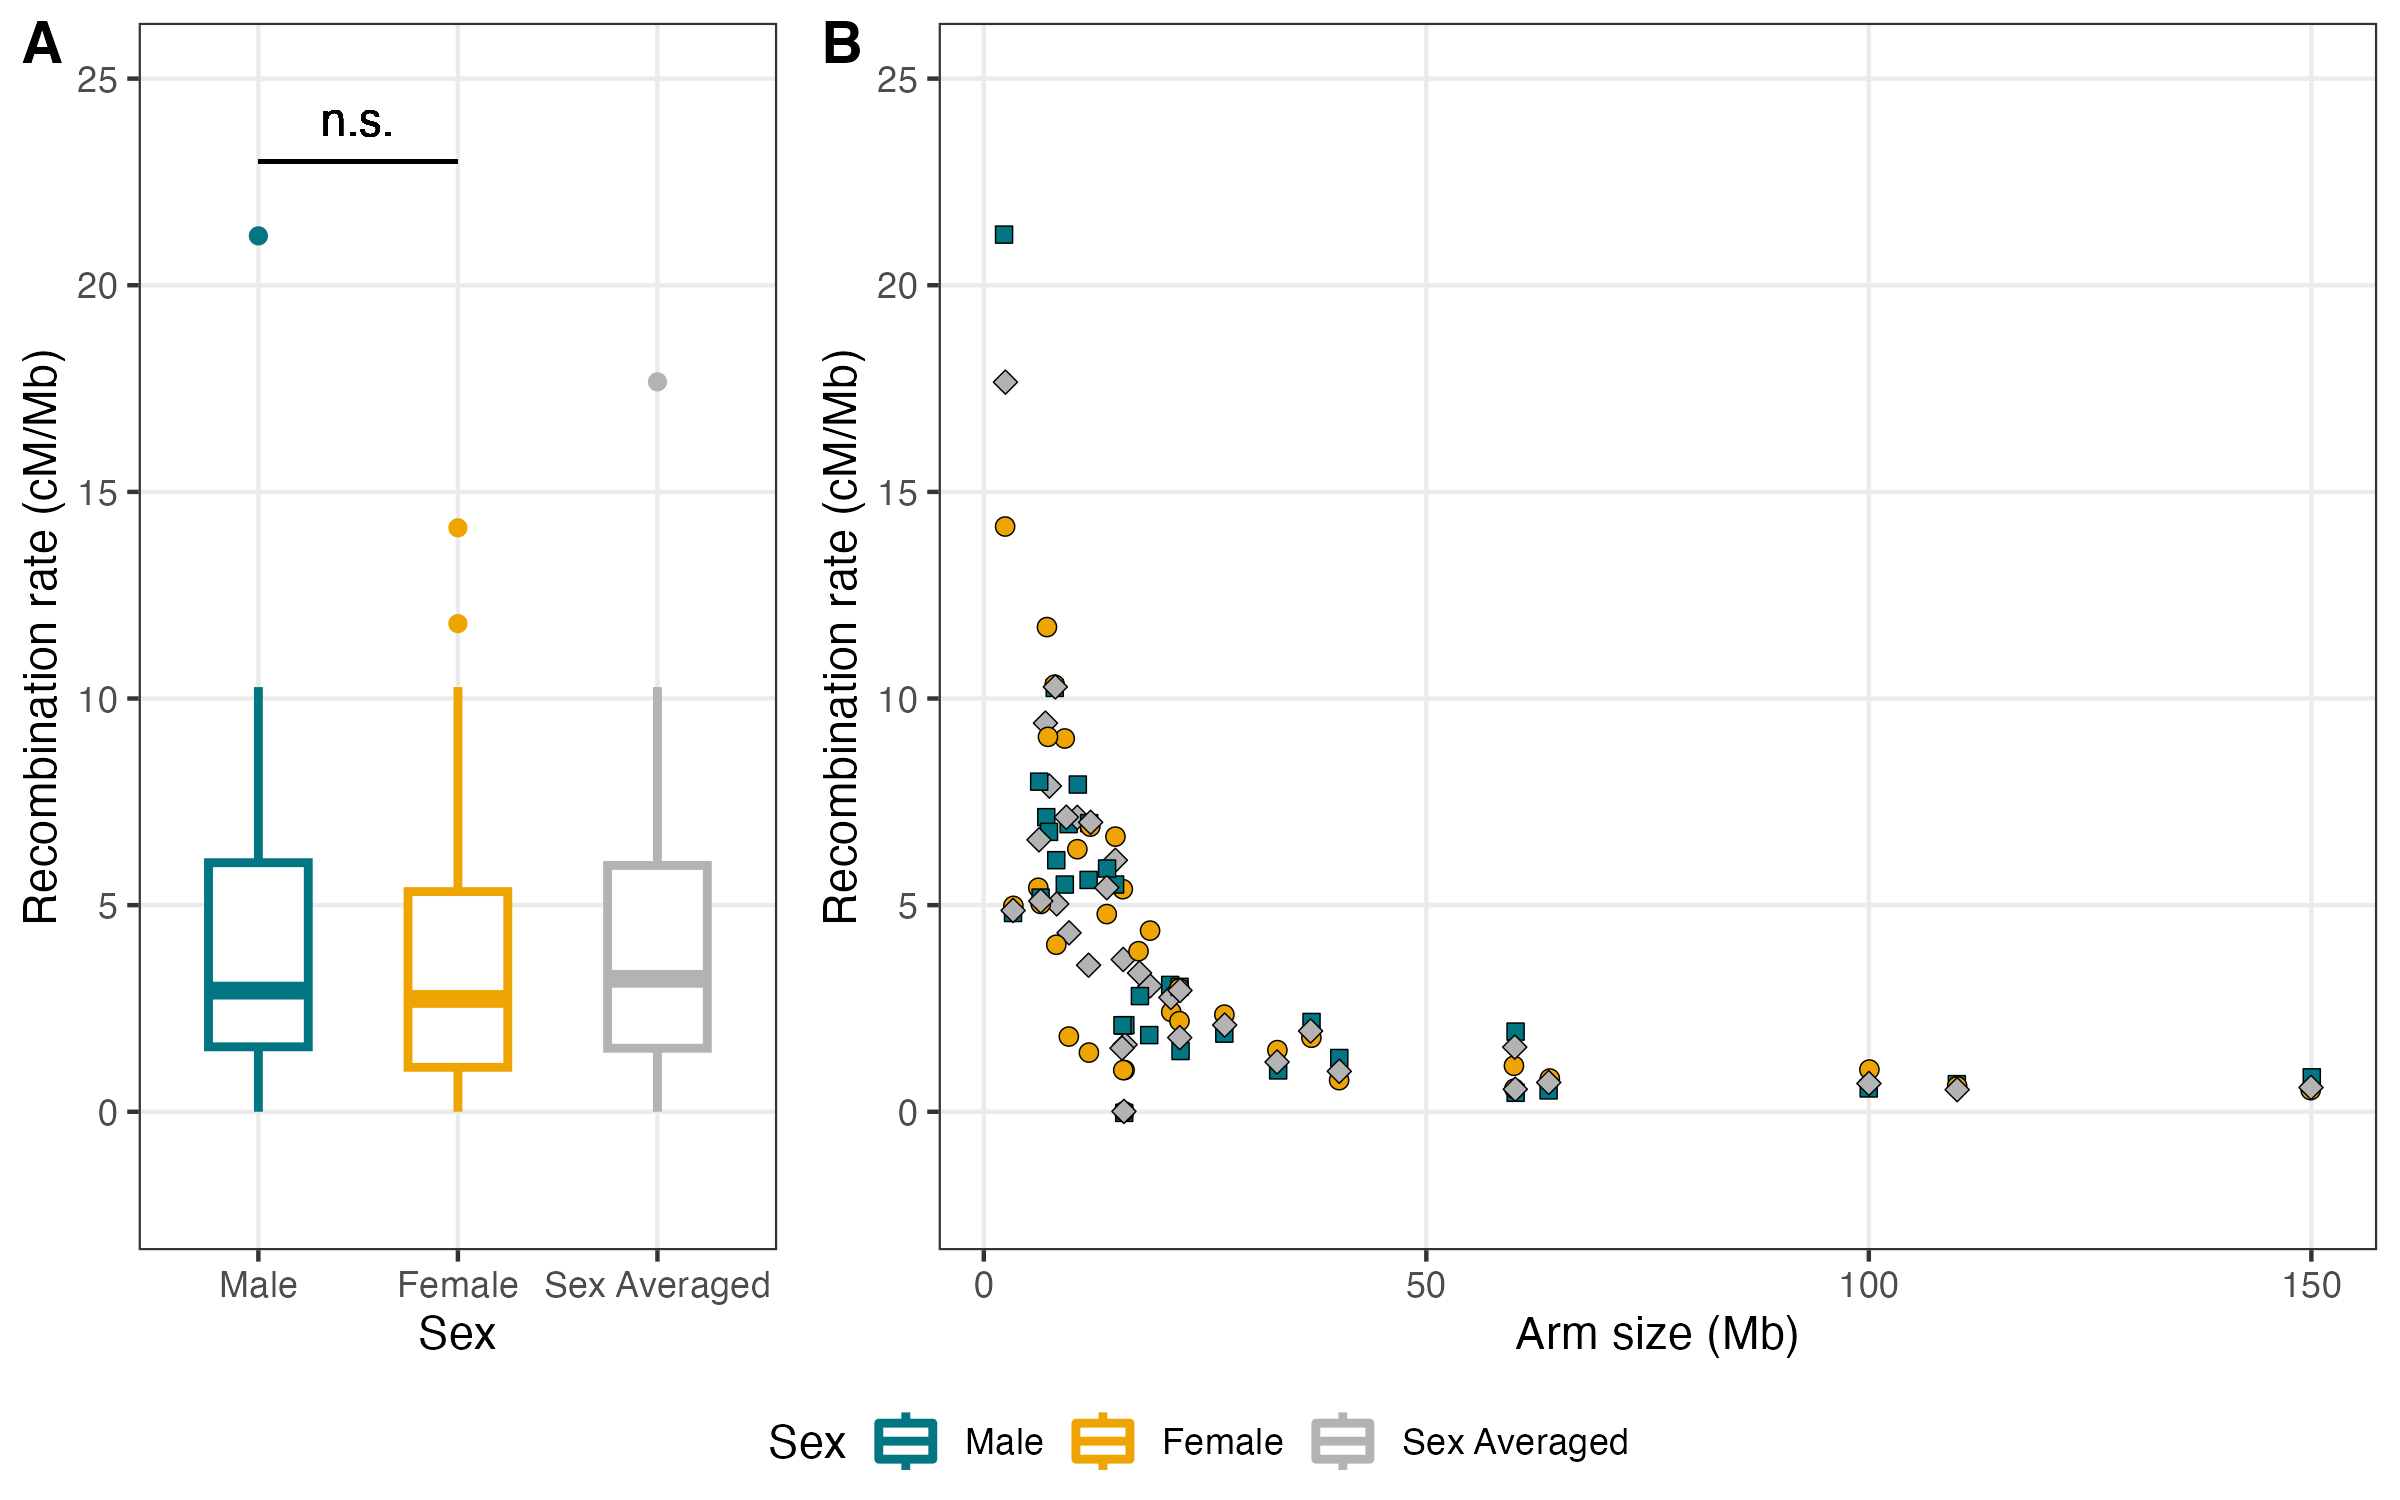 A
Recombination rate (cM/Mb)
25
20
15
10
5
0
n.s.
Male Female Sex Averaged
Sex
B
Recombination rate (cM/Mb)
25
20
15
10
5
0
0 50 100 150
Arm size (Mb)
Sex Male Female Sex Averaged